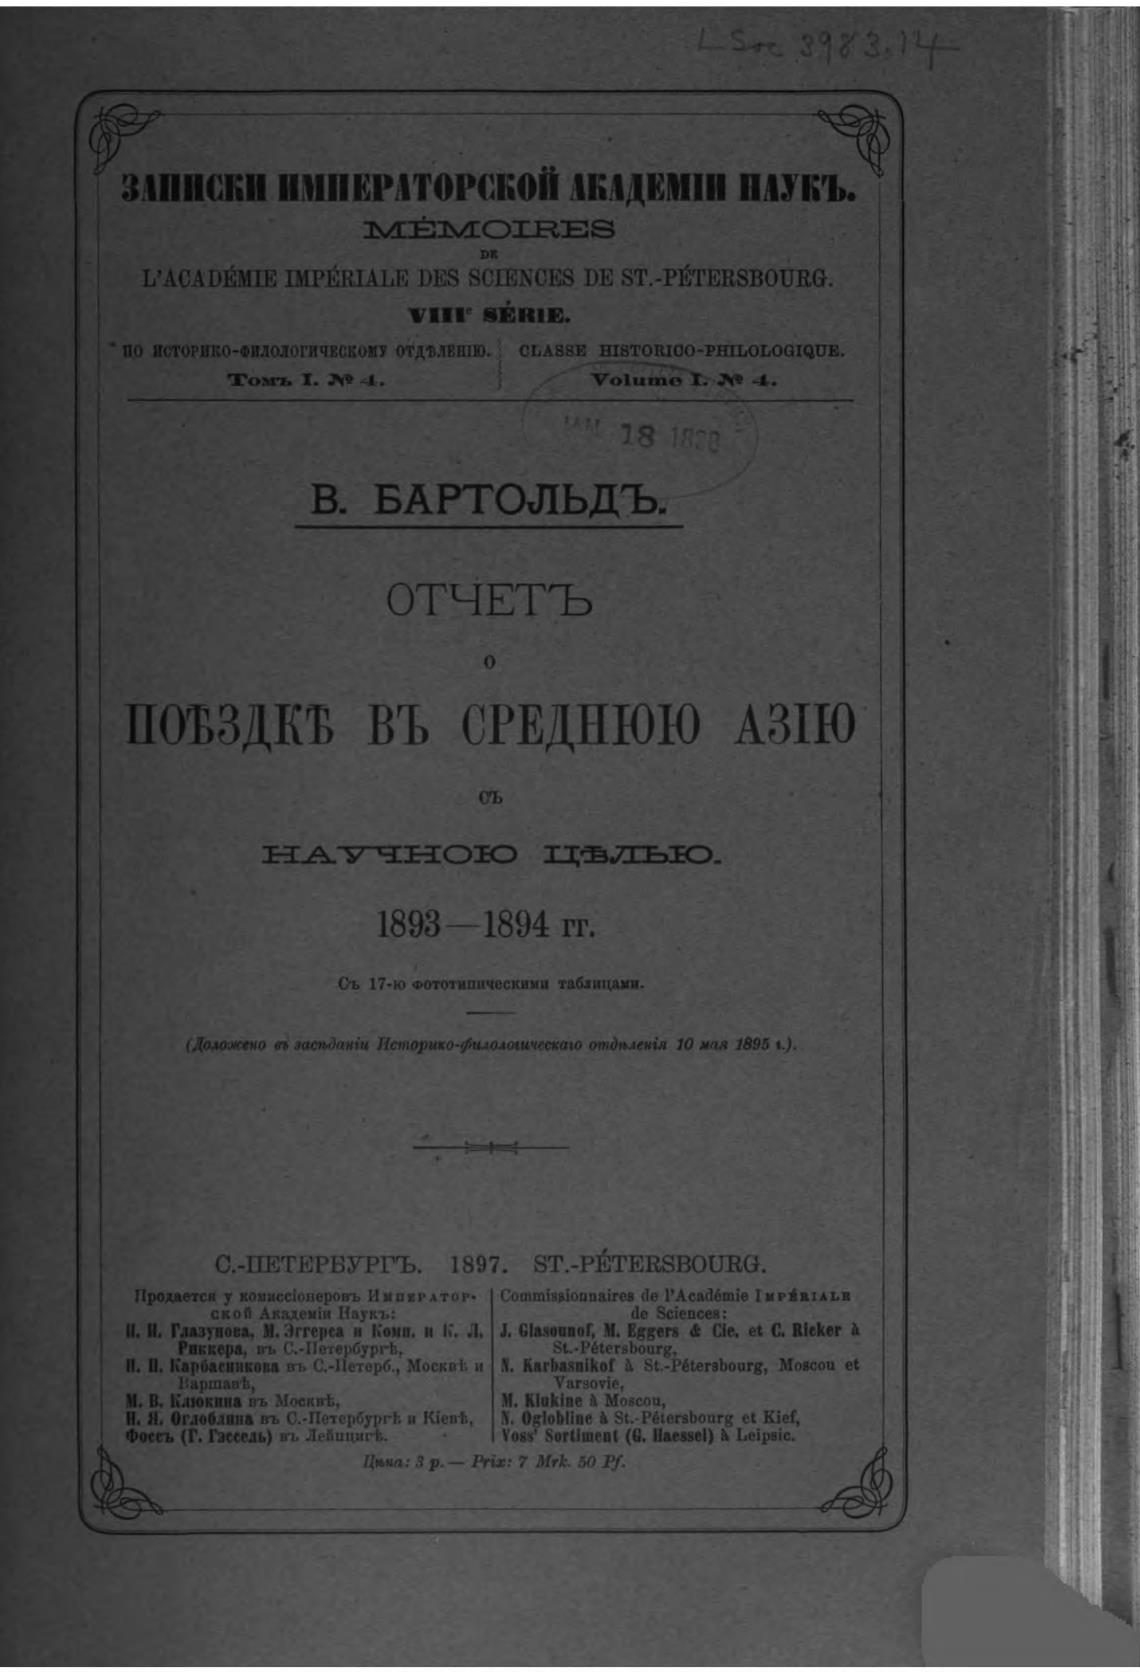 L Soc 3983.14
ЗАПИСКИ ИМПЕРАТОРСКОЙ АКАДЕМІИ НАУКЪ.
MÉMOIRES
DE
L'ACADÉMIE IMPÉRIALE DES SCIENCES DE ST.-PÉTERSBOURG.
VIIIᵉ SÉRIE.
ПО ИСТОРИКО-ФИЛОЛОГИЧЕСКОМУ ОТДѢЛЕНІЮ.
Томъ I. № 4.
CLASSE HISTORICO-PHILOLOGIQUE.
Volume I. № 4.
JAN 18 1898
В. БАРТОЛЬДЪ.
ОТЧЕТЪ
О
ПОѢЗДКѢ ВЪ СРЕДНЮЮ АЗІЮ
СЪ
НАУЧНОЮ ЦѢЛЬЮ.
1893—1894 гг.
Съ 17-ю фототипическими таблицами.
(Доложено въ засѣданіи Историко-филологическаго отдѣленія 10 мая 1895 г.).
С.-ПЕТЕРБУРГЪ. 1897. ST.-PÉTERSBOURG.
Продается у комиссіонеровъ Император-
ской Академіи Наукъ:
И. И. Глазунова, М. Эггерса и Комп. и К. Л.
Риккера, въ С.-Петербургѣ,
Н. П. Карбасникова въ С.-Петерб., Москвѣ и
Варшавѣ,
М. В. Клюкина въ Москвѣ,
Н. Я. Оглоблина въ С.-Петербургѣ и Кіевѣ,
Фоссъ (Г. Гэссель) въ Лейпцигѣ.
Commissionnaires de l'Académie Impériale
de Sciences:
J. Glasounof, M. Eggers & Cie. et C. Ricker à
St.-Pétersbourg,
N. Karbasnikof à St.-Pétersbourg, Moscou et
Varsovie,
M. Klukine à Moscou,
N. Oglobline à St.-Pétersbourg et Kief,
Voss' Sortiment (G. Haessel) à Leipsic.
Цѣна: 3 р. — Prix: 7 Mrk. 50 Pf.